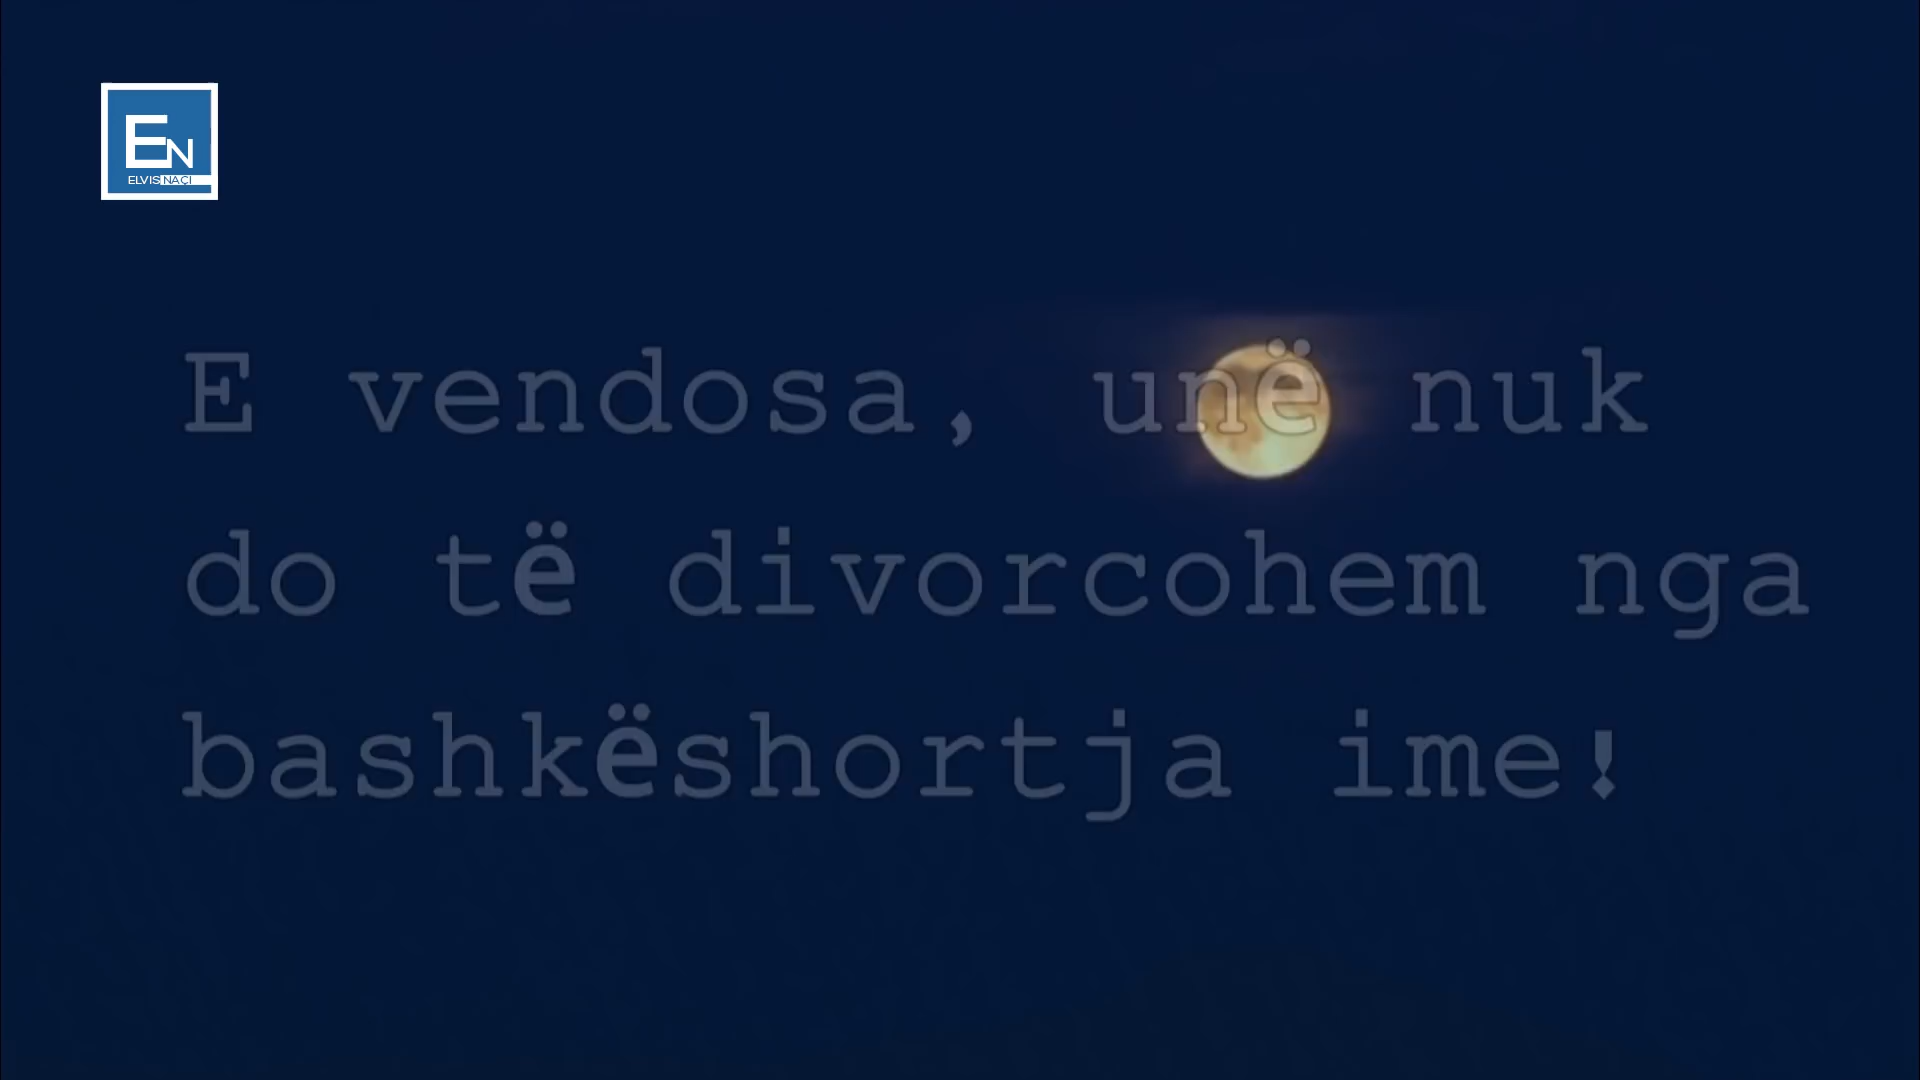 EN
ELVIS NAÇI
E vendosa, unë nuk
do të divorcohem nga
bashkëshortja ime!